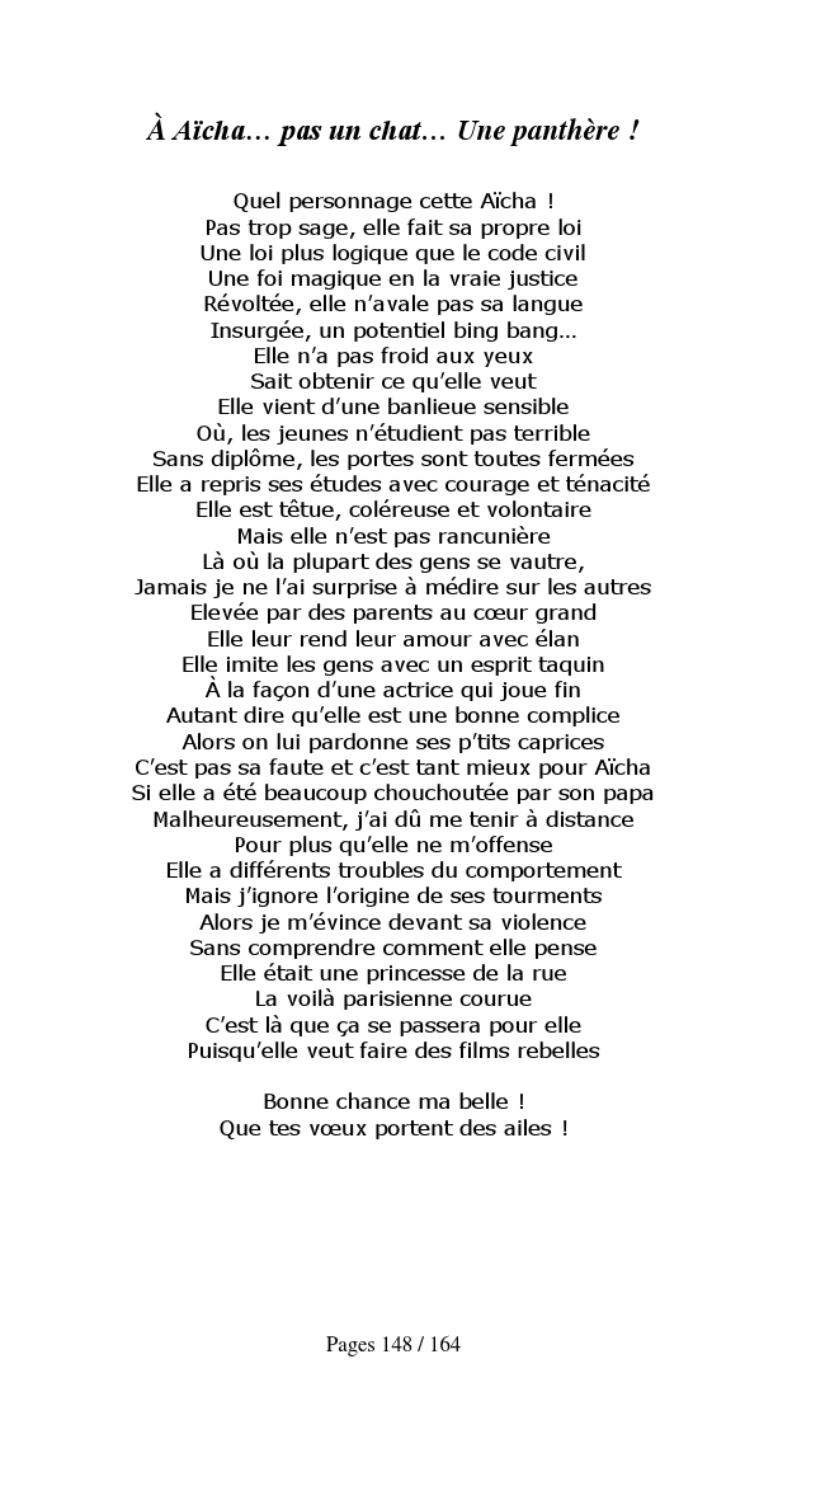 À Aïcha… pas un chat… Une panthère !
Quel personnage cette Aïcha !
Pas trop sage, elle fait sa propre loi
Une loi plus logique que le code civil
Une foi magique en la vraie justice
Révoltée, elle n’avale pas sa langue
Insurgée, un potentiel bing bang…
Elle n’a pas froid aux yeux
Sait obtenir ce qu’elle veut
Elle vient d’une banlieue sensible
Où, les jeunes n’étudient pas terrible
Sans diplôme, les portes sont toutes fermées
Elle a repris ses études avec courage et ténacité
Elle est têtue, coléreuse et volontaire
Mais elle n’est pas rancunière
Là où la plupart des gens se vautre,
Jamais je ne l’ai surprise à médire sur les autres
Elevée par des parents au cœur grand
Elle leur rend leur amour avec élan
Elle imite les gens avec un esprit taquin
À la façon d’une actrice qui joue fin
Autant dire qu’elle est une bonne complice
Alors on lui pardonne ses p’tits caprices
C’est pas sa faute et c’est tant mieux pour Aïcha
Si elle a été beaucoup chouchoutée par son papa
Malheureusement, j’ai dû me tenir à distance
Pour plus qu’elle ne m’offense
Elle a différents troubles du comportement
Mais j’ignore l’origine de ses tourments
Alors je m’évince devant sa violence
Sans comprendre comment elle pense
Elle était une princesse de la rue
La voilà parisienne courue
C’est là que ça se passera pour elle
Puisqu’elle veut faire des films rebelles
Bonne chance ma belle !
Que tes vœux portent des ailes !
Pages 148 / 164